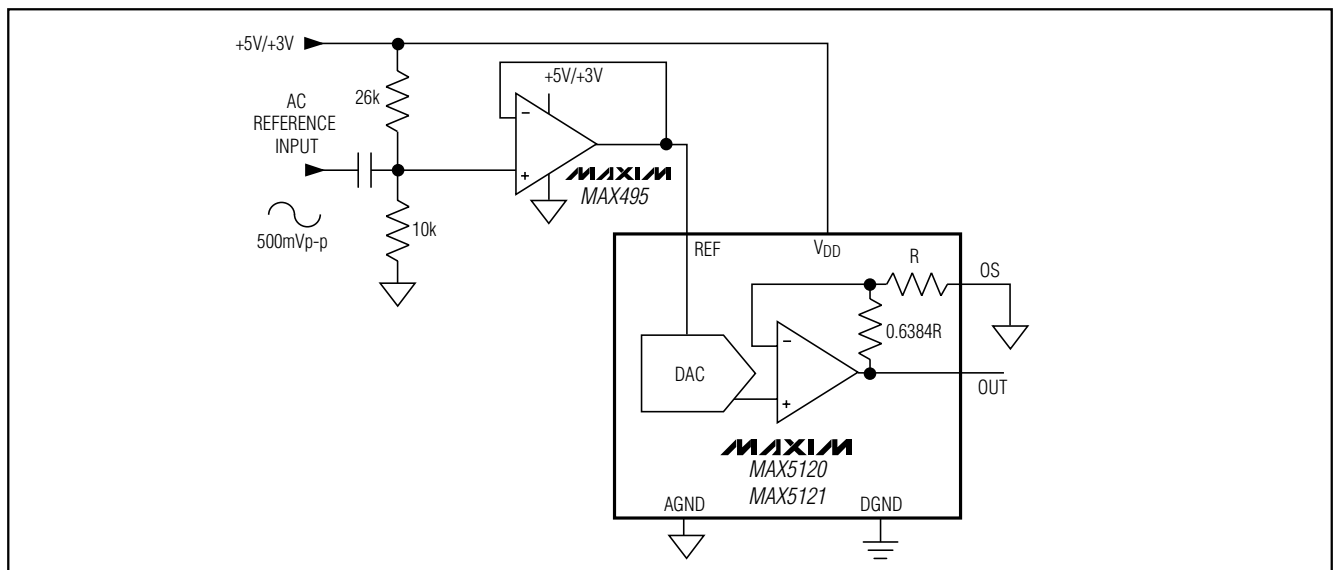 +5V/+3V
26k
+5V/+3V
AC
REFERENCE
INPUT
−
+
MAXIM
MAX495
10k
500mVp-p
REF
VDD
R
OS
0.6384R
−
DAC
+
OUT
MAXIM
MAX5120
MAX5121
AGND
DGND